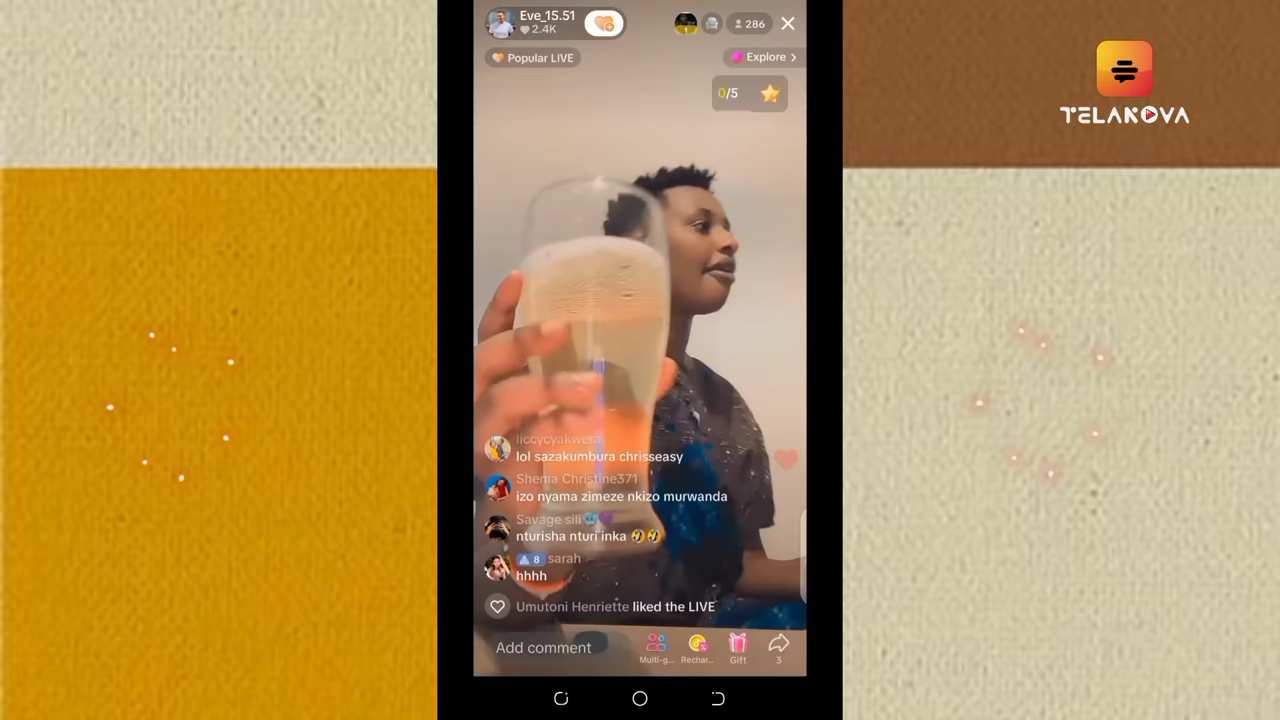 Eve_15.51
2.4K
286
Popular LIVE
Explore
0/5
TELANOVA
liccycyakwera
lol sazakumbura chrisseasy
Shema Christine371
izo nyama zimeze nkizo murwanda
Savage sili
nturisha nturi inka 🤣🤣
8 sarah
hhhh
Umutoni Henriette liked the LIVE
Add comment
Multi-g...
Rechar...
Gift
3